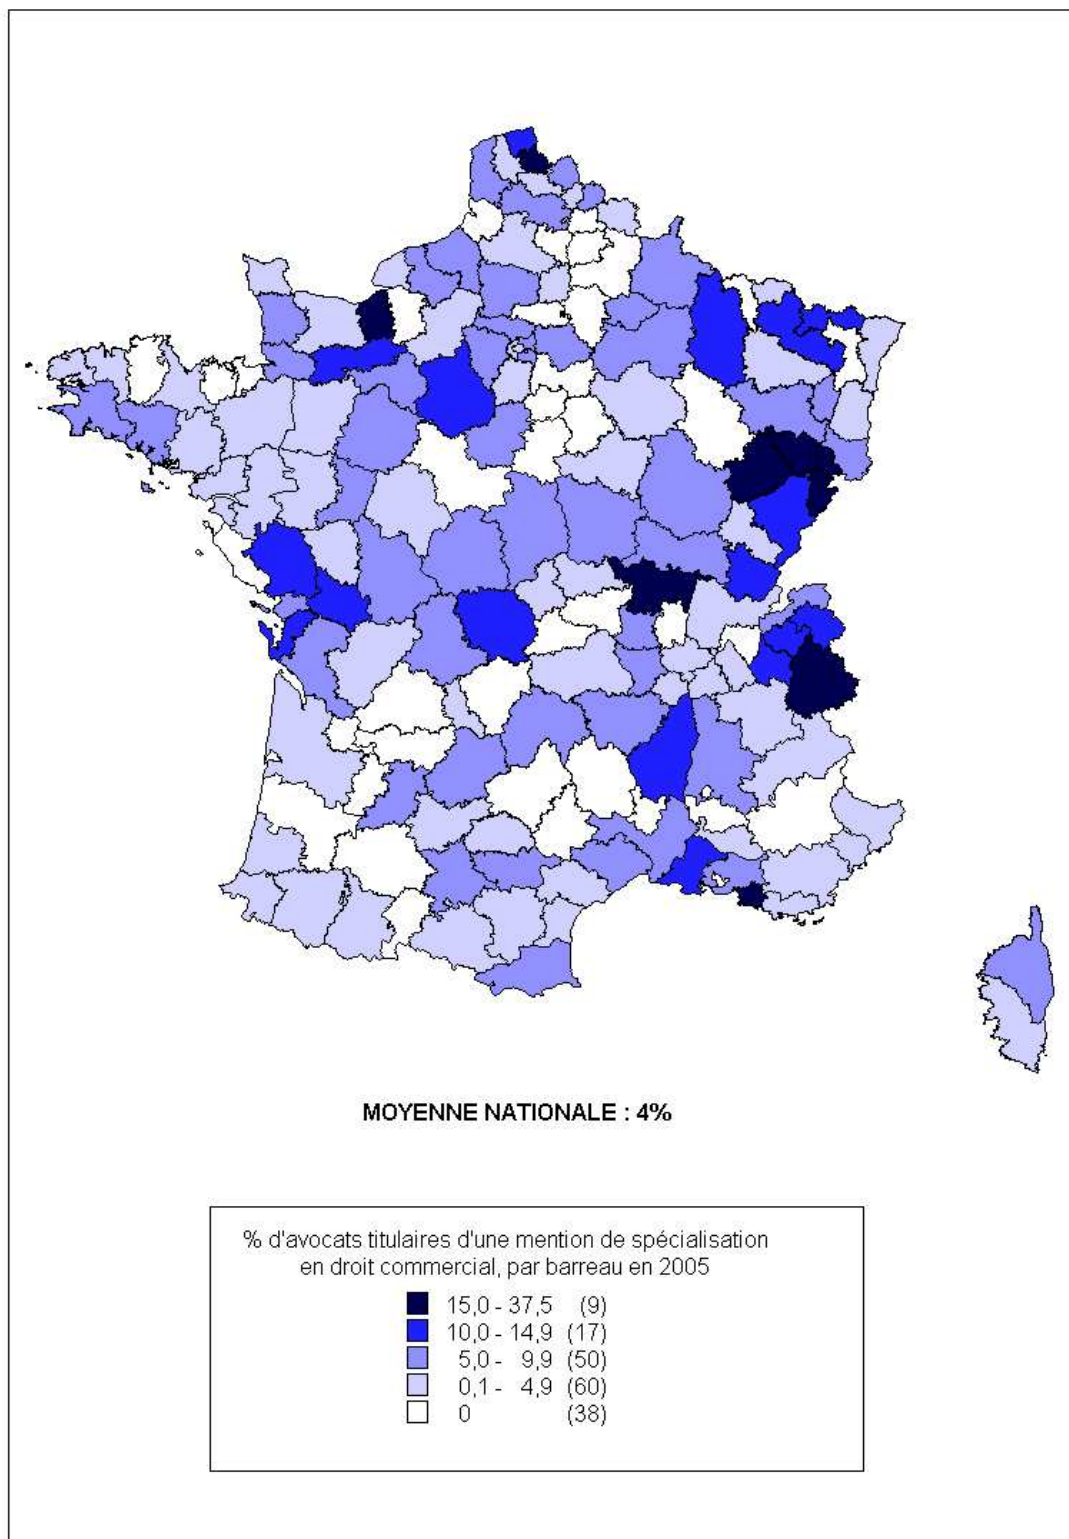 MOYENNE NATIONALE : 4%
% d'avocats titulaires d'une mention de spécialisation
en droit commercial, par barreau en 2005
15,0 - 37,5 (9)
10,0 - 14,9 (17)
5,0 - 9,9 (50)
0,1 - 4,9 (60)
0 (38)